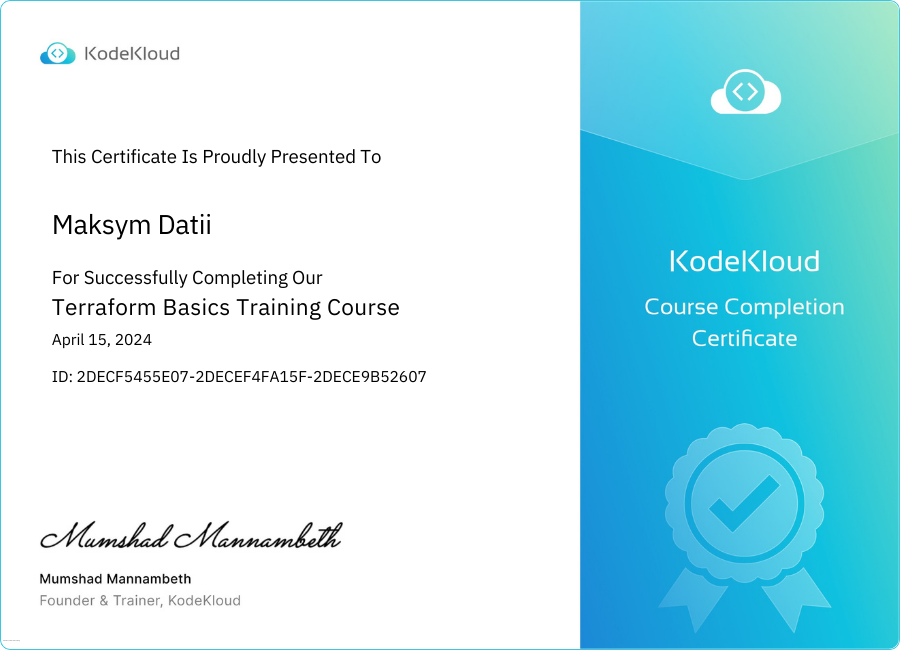 KodeKloud
This Certificate Is Proudly Presented To
Maksym Datii
For Successfully Completing Our
Terraform Basics Training Course
April 15, 2024
ID: 2DECF5455E07-2DECEF4FA15F-2DECE9B52607
Mumshad Mannambeth
Mumshad Mannambeth
Founder & Trainer, KodeKloud
KodeKloud
Course Completion
Certificate